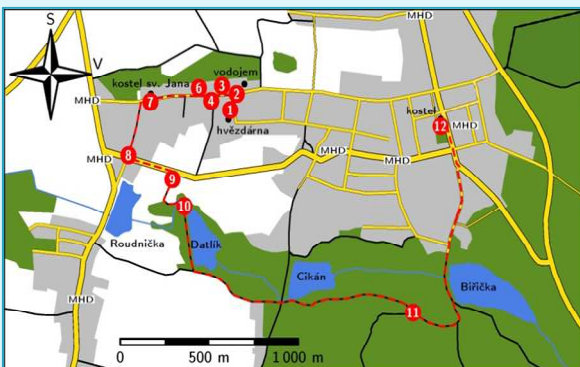 S
V
MHD
vodojem
kostel sv. Jana
3
6
2
MHD
7
4
1
hvězdárna
kostel
12
MHD
MHD
8
MHD
9
10
Roudnička
Datlík
Cikán
Biřička
MHD
11
0
500 m
1 000 m